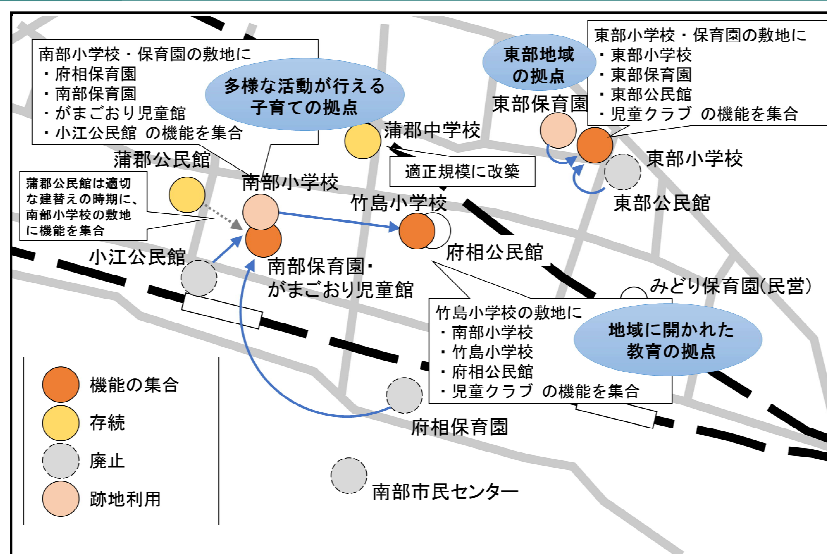 南部小学校・保育園の敷地に
・府相保育園
・南部保育園
・がまごおり児童館
・小江公民館 の機能を集合
多様な活動が行える
子育ての拠点
東部地域
の拠点
東部小学校・保育園の敷地に
・東部小学校
・東部保育園
・東部公民館
・児童クラブ の機能を集合
東部保育園
蒲郡中学校
適正規模に改築
東部小学校
東部公民館
蒲郡公民館
蒲郡公民館は適切
な建替えの時期に、
南部小学校の敷地
に機能を集合
南部小学校
竹島小学校
府相公民館
小江公民館
南部保育園・
がまごおり児童館
みどり保育園(民営)
竹島小学校の敷地に
・南部小学校
・竹島小学校
・府相公民館
・児童クラブ の機能を集合
地域に開かれた
教育の拠点
府相保育園
南部市民センター
機能の集合
存続
廃止
跡地利用